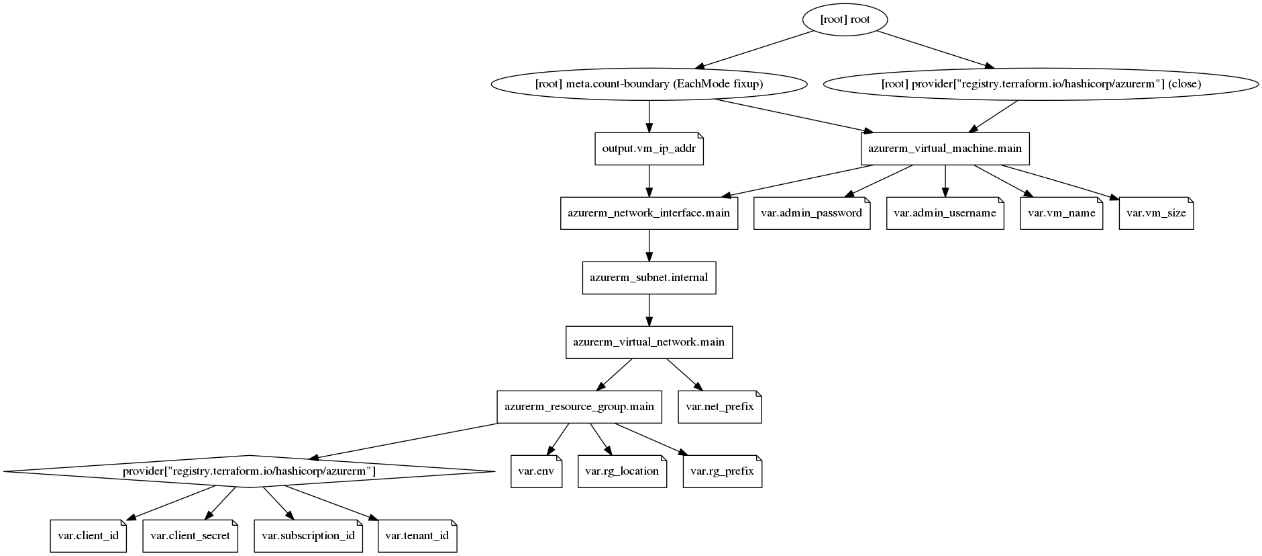 [root] root
[root] meta.count-boundary (EachMode fixup)
[root] provider["registry.terraform.io/hashicorp/azurerm"] (close)
output.vm_ip_addr
azurerm_virtual_machine.main
azurerm_network_interface.main
var.admin_password
var.admin_username
var.vm_name
var.vm_size
azurerm_subnet.internal
azurerm_virtual_network.main
azurerm_resource_group.main
var.net_prefix
provider["registry.terraform.io/hashicorp/azurerm"]
var.env
var.rg_location
var.rg_prefix
var.client_id
var.client_secret
var.subscription_id
var.tenant_id